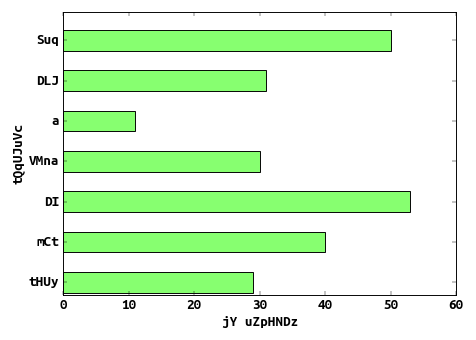 Suq
DLJ
a
VMna
DI
mCt
tHUy
tQqUJuVc
0 10 20 30 40 50 60
jY uZpHNDz